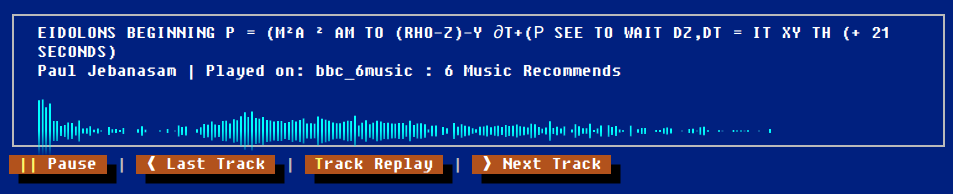 EIDOLONS BEGINNING P = (M²A ² AM TO (RHO-Z)-Y ∂T+(P SEE TO WAIT DZ,DT = IT XY TH (+ 21
SECONDS)
Paul Jebanasam | Played on: bbc_6music : 6 Music Recommends
|| Pause | ❰ Last Track | Track Replay | ❱ Next Track